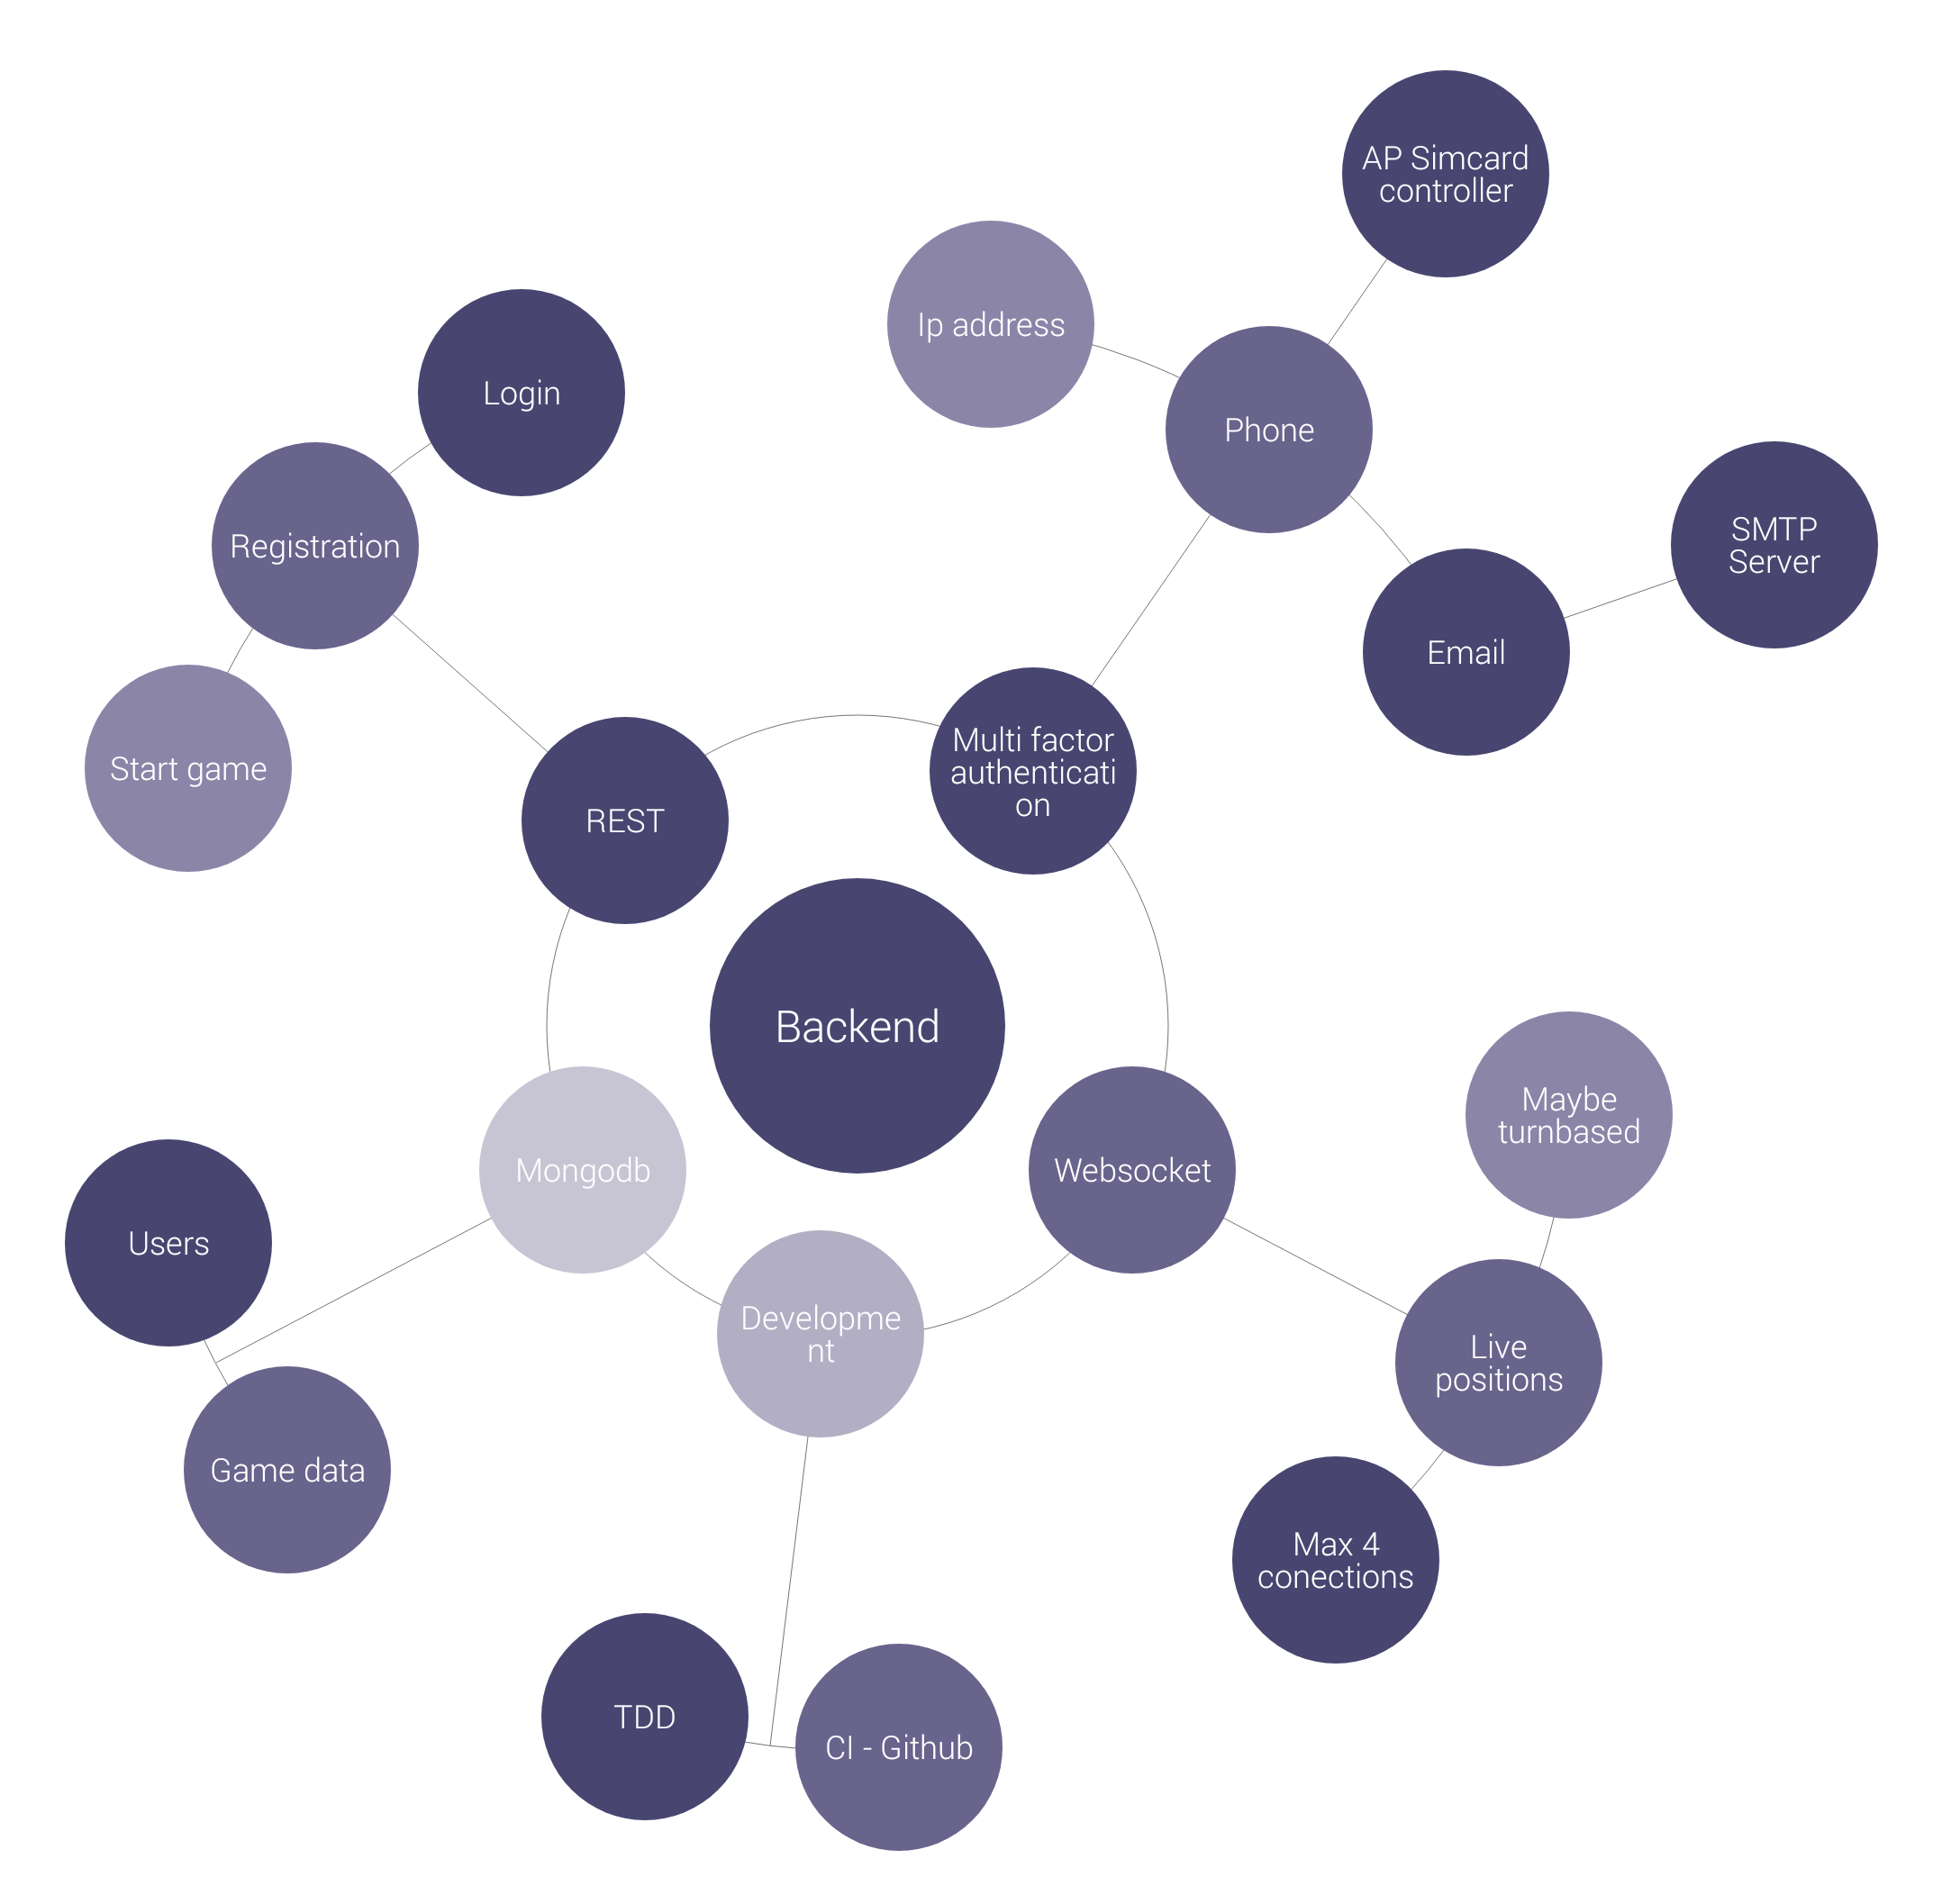 AP Simcard
controller
Ip address
Login
Phone
SMTP
Server
Registration
Email
Multi factor
authenticati
on
Start game
REST
Backend
Maybe
turnbased
Mongodb
Websocket
Users
Developme
nt
Live
positions
Game data
Max 4
conections
TDD
CI - Github